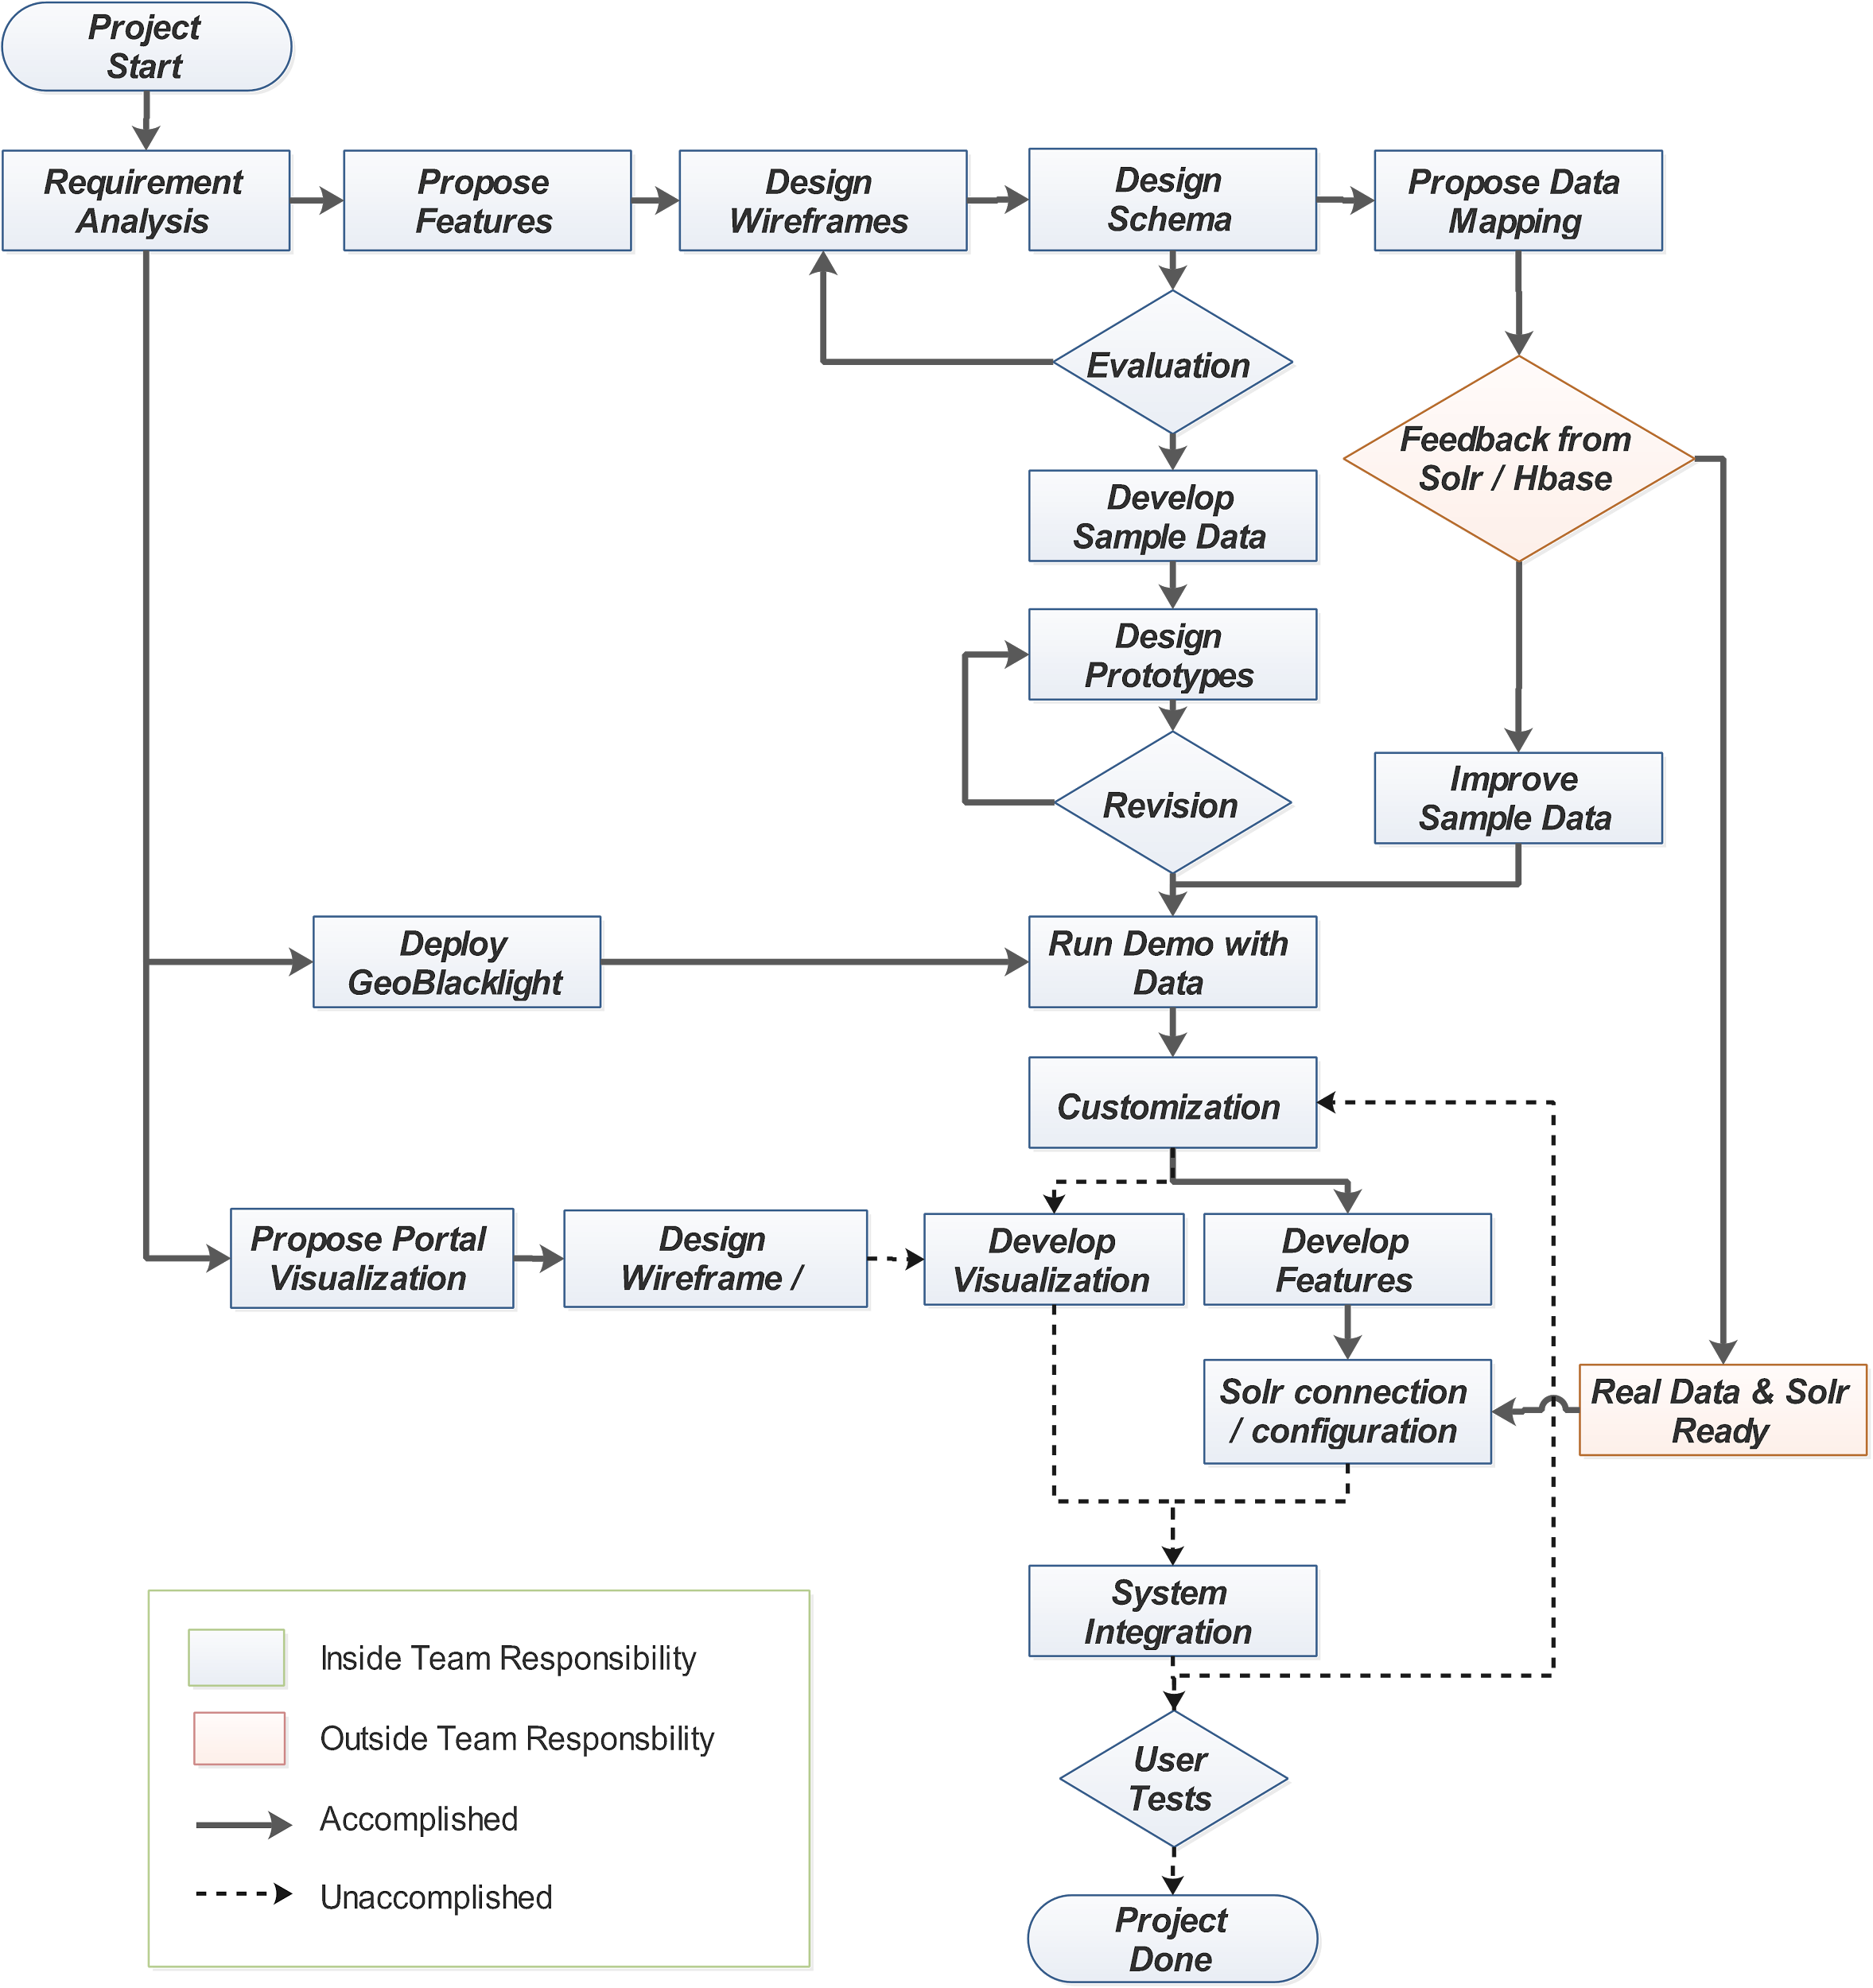 Project
Start
Requirement
Analysis
Propose
Features
Design
Wireframes
Design
Schema
Propose Data
Mapping
Evaluation
Feedback from
Solr / Hbase
Develop
Sample Data
Design
Prototypes
Revision
Improve
Sample Data
Deploy
GeoBlacklight
Run Demo with
Data
Customization
Propose Portal
Visualization
Design
Wireframe /
Develop
Visualization
Develop
Features
Solr connection
/ configuration
Real Data & Solr
Ready
System
Integration
User
Tests
Project
Done
Inside Team Responsibility
Outside Team Responsbility
Accomplished
Unaccomplished